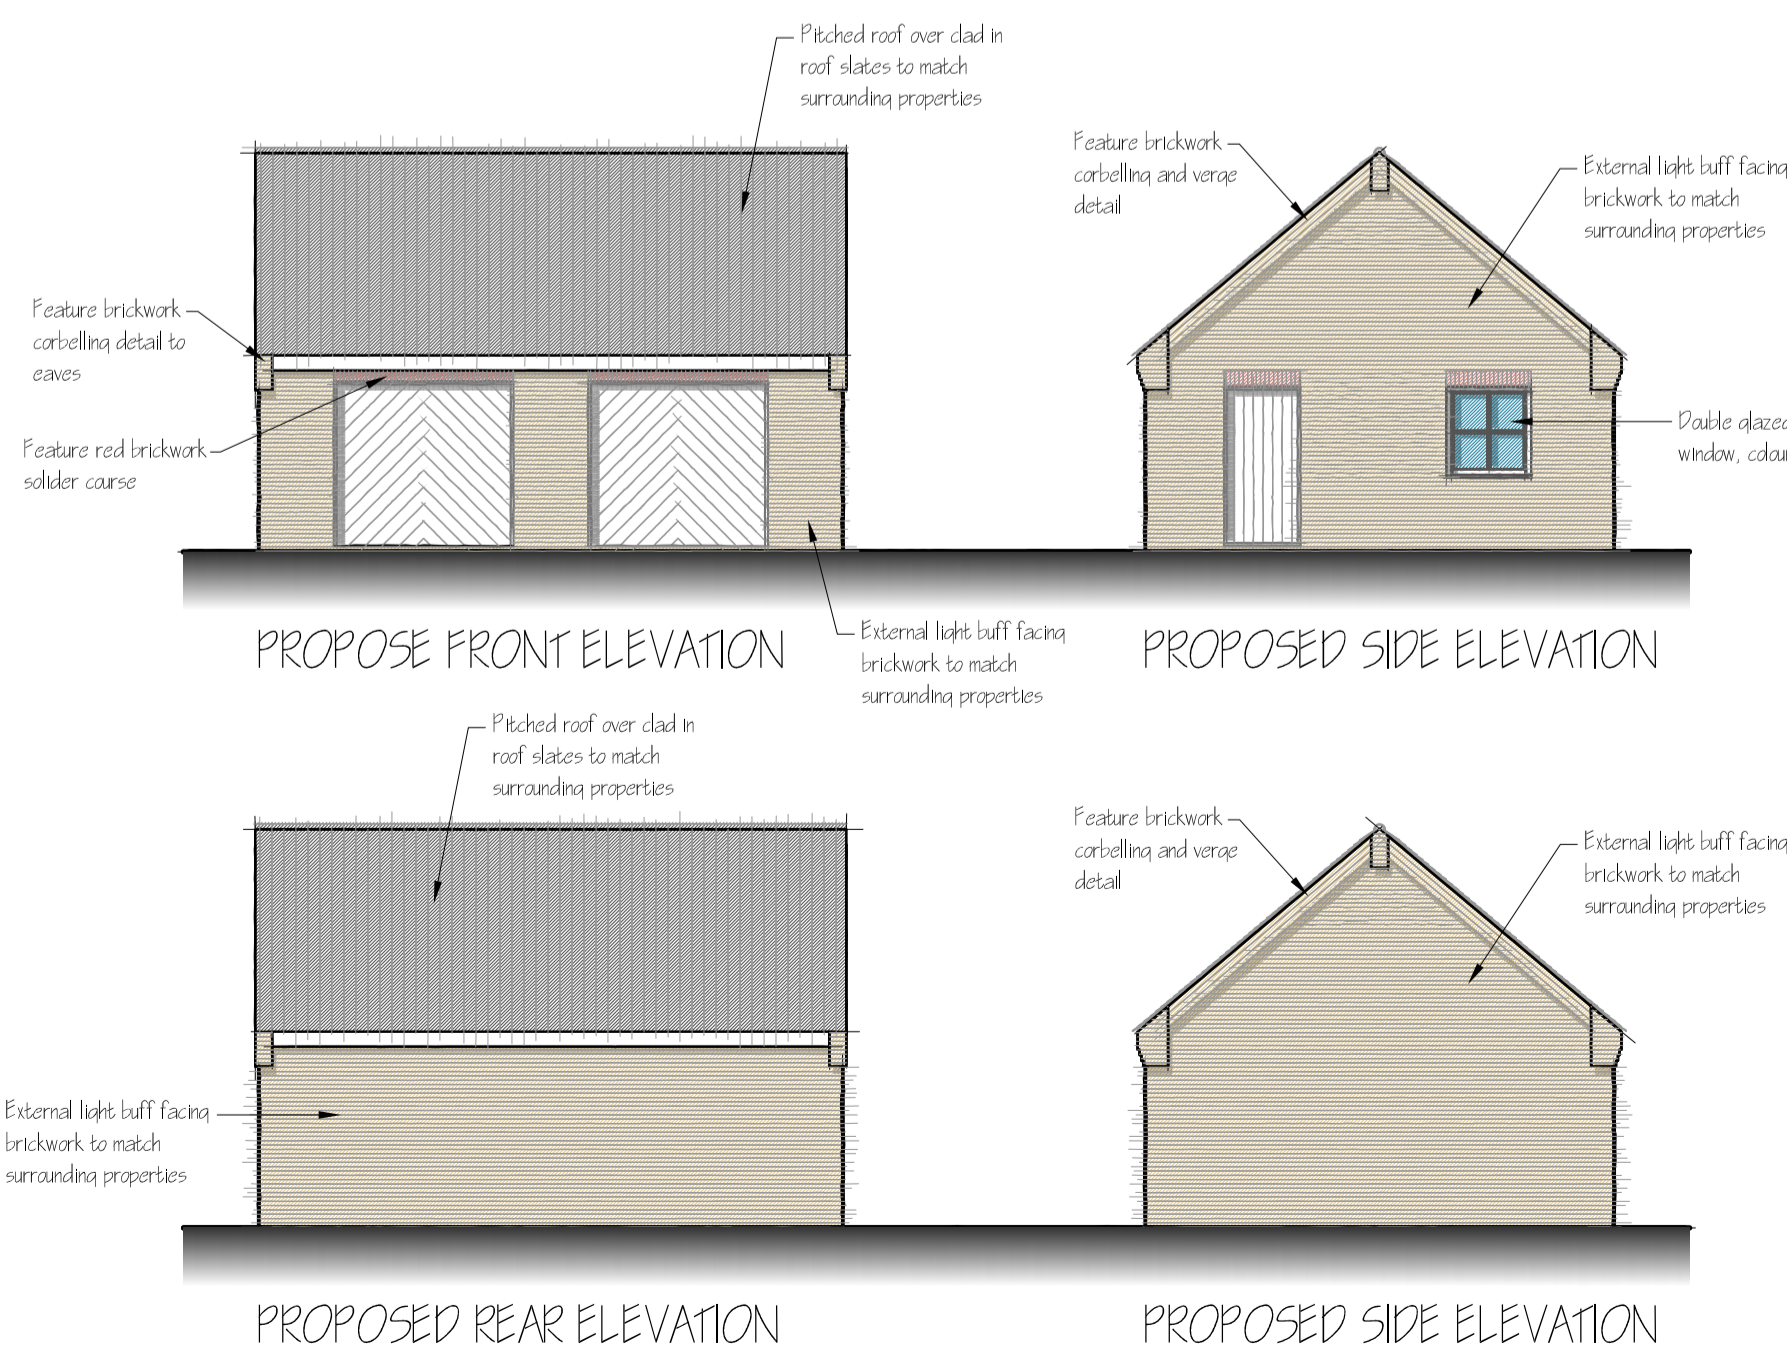 Pitched roof over clad in
roof slates to match
surrounding properties
Feature brickwork
corbelling and verge
detail
External light buff facing
brickwork to match
surrounding properties
Feature brickwork
corbelling detail to
eaves
Feature red brickwork
solider course
Double glazed
window, colou
PROPOSE FRONT ELEVATION
External light buff facing
brickwork to match
surrounding properties
PROPOSED SIDE ELEVATION
Pitched roof over clad in
roof slates to match
surrounding properties
Feature brickwork
corbelling and verge
detail
External light buff facing
brickwork to match
surrounding properties
External light buff facing
brickwork to match
surrounding properties
PROPOSED REAR ELEVATION
PROPOSED SIDE ELEVATION